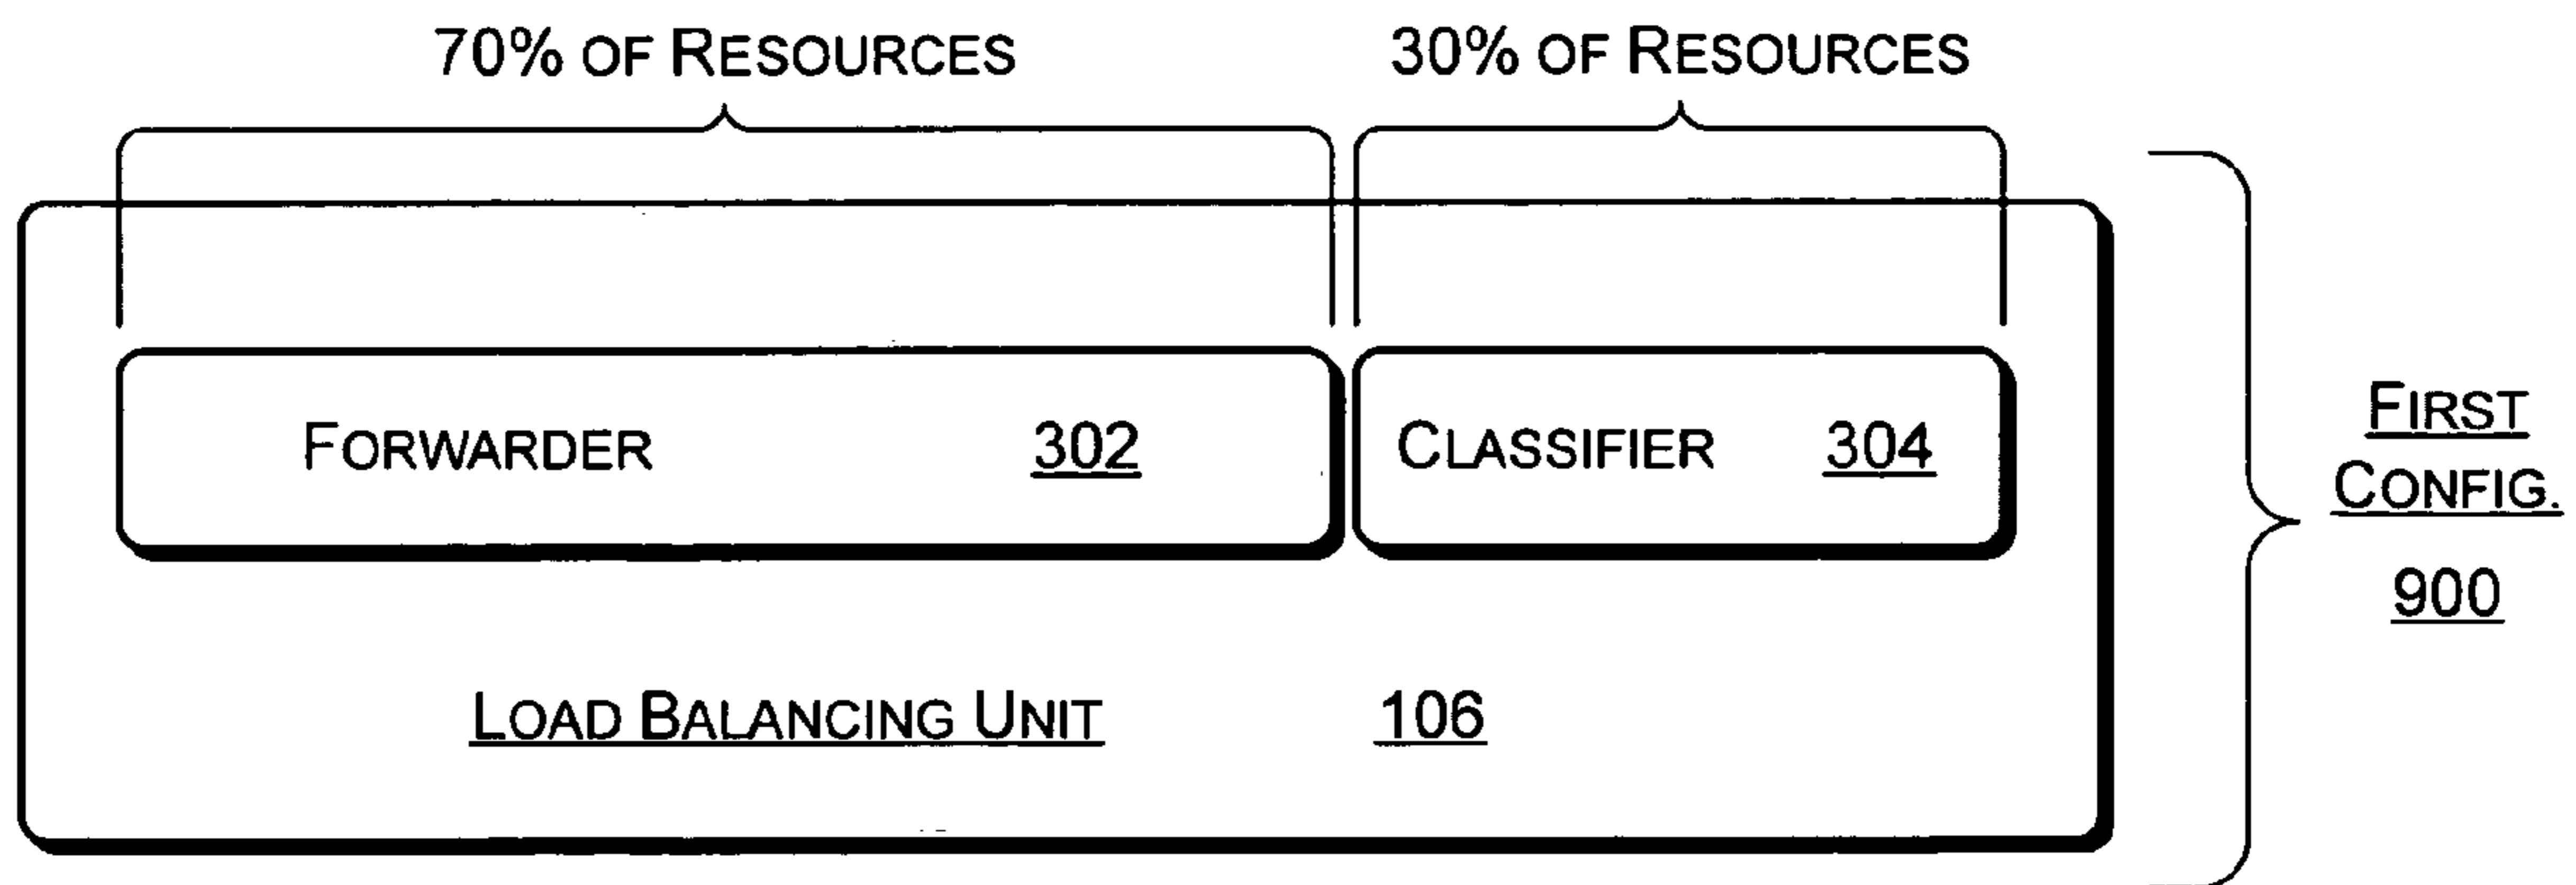 70% OF RESOURCES 30% OF RESOURCES
FORWARDER 302 CLASSIFIER 304
LOAD BALANCING UNIT 106
FIRST
CONFIG.
900